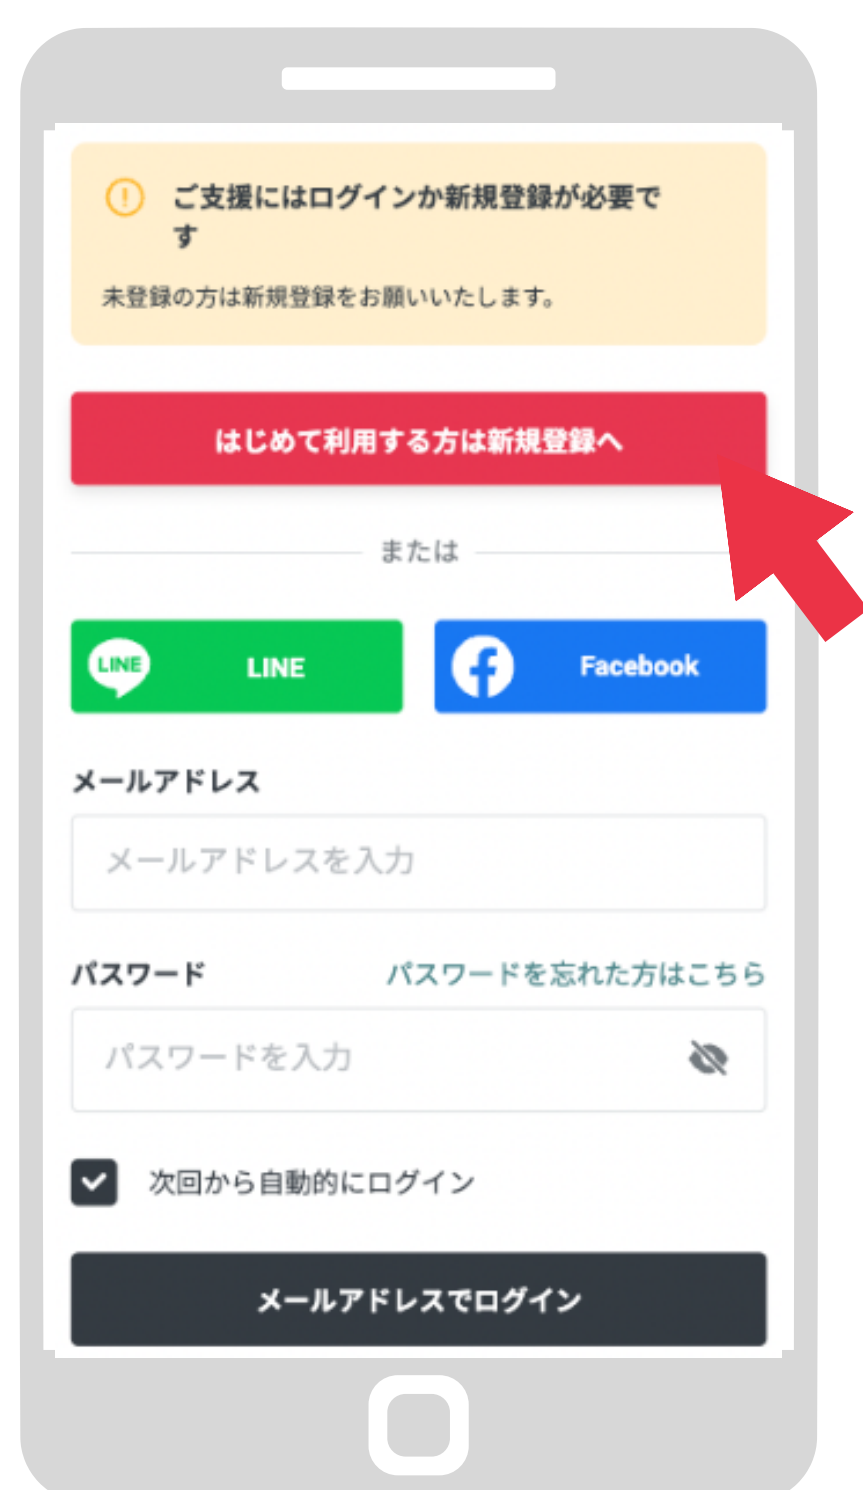 ご支援にはログインか新規登録が必要で
す
未登録の方は新規登録をお願いいたします。
はじめて利用する方は新規登録へ
または
LINE LINE Facebook
メールアドレス
メールアドレスを入力
パスワード パスワードを忘れた方はこちら
パスワードを入力
次回から自動的にログイン
メールアドレスでログイン